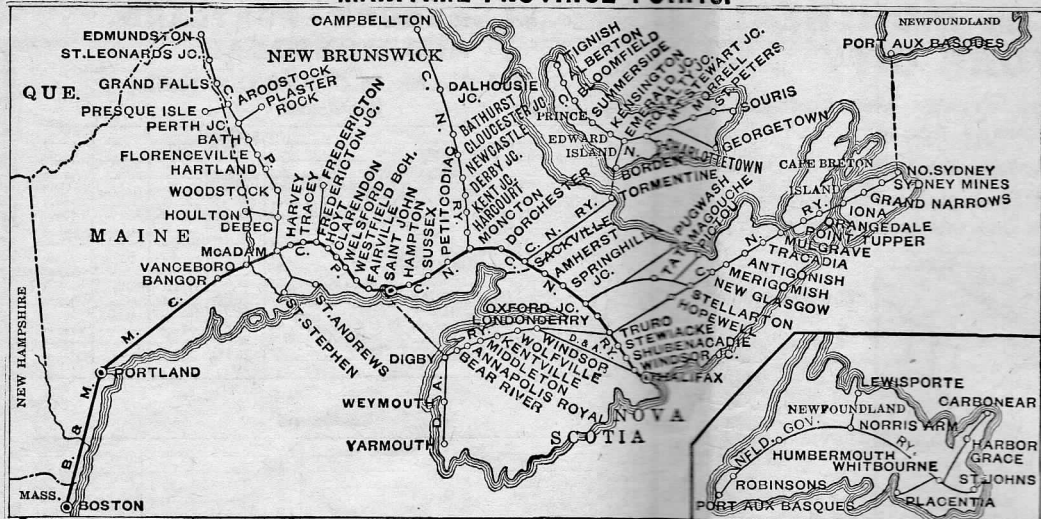 MARITIME PROVINCE POINTS.
CAMPBELLTON
EDMUNDSTON
ST. LEONARDS JC.
GRAND FALLS
QUE.
PRESQUE ISLE
PERTH JC.
BATH
FLORENCEVILLE
HARTLAND
WOODSTOCK
HOULTON
DEBEC
MAINE
McADAM
VANCEBORO
BANGOR
AROOSTOCK
PLASTER
ROCK
C. P.
NEW BRUNSWICK
HARVEY
TRACEY
FREDERICTON
FREDERICTON JC.
HOYT
CLARENDON
WELSFORD
WESTFIELD BCH.
FAIRVILLE
SAINT JOHN
HAMPTON
SUSSEX
PETITCODIAC
C. P.
C. N.
C. N. RY.
DALHOUSIE
JC.
BATHURST
GLOUCESTER JC.
NEWCASTLE
DERBY JC.
KENT JC.
HARCOURT
MONCTON
DORCHESTER
C. N. RY.
SACKVILLE
AMHERST
SPRINGHILL
JC.
TIGNISH
ALBERTON
BLOOMFIELD
SUMMERSIDE
KENSINGTON
EMERALD JC.
ROYALTY JC.
MT. STEWART JC.
MORRELL
ST. PETERS
SOURIS
GEORGETOWN
PRINCE
EDWARD
ISLAND
C. N.
CHARLOTTETOWN
BORDEN
TORMENTINE
PUGWASH
TATAMAGOUCHE
PICTOU
NEWFOUNDLAND
PORT AUX BASQUES
CAPE BRETON
ISLAND
NO. SYDNEY
SYDNEY MINES
GRAND NARROWS
IONA
ORANGEDALE
POINT TUPPER
MULGRAVE
TRACADIA
ANTIGONISH
MERIGOMISH
NEW GLASGOW
STELLARTON
HOPEWELL
C. N. RY.
OXFORD JC.
LONDONDERRY
C. N. RY.
TRURO
STEWIACKE
SHUBENACADIE
WINDSOR JC.
HALIFAX
D. & A. RY.
WINDSOR
WOLFVILLE
KENTVILLE
MIDDLETON
ANNAPOLIS ROYAL
BEAR RIVER
DIGBY
WEYMOUTH
YARMOUTH
D. A.
NOVA
SCOTIA
ST. ANDREWS
ST. STEPHEN
NEW HAMPSHIRE
M. C.
PORTLAND
B. & M.
MASS.
BOSTON
LEWISPORTE
CARBONEAR
NEWFOUNDLAND
NORRIS ARM
NFLD. GOV. RY.
HARBOR
GRACE
HUMBERMOUTH
WHITBOURNE
ROBINSONS
ST. JOHNS
PORT AUX BASQUES
PLACENTIA